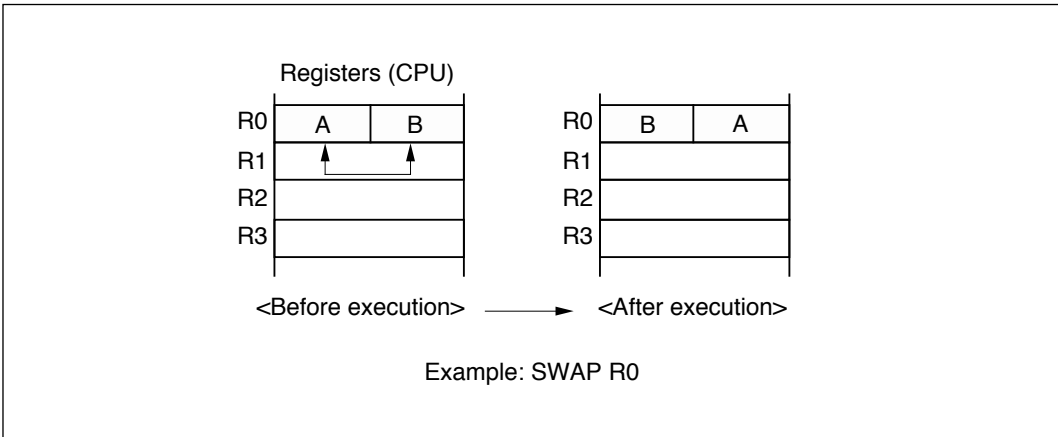 Registers (CPU)
R0 A B R0 B A
R1 R1
R2 R2
R3 R3
<Before execution> <After execution>
Example: SWAP R0